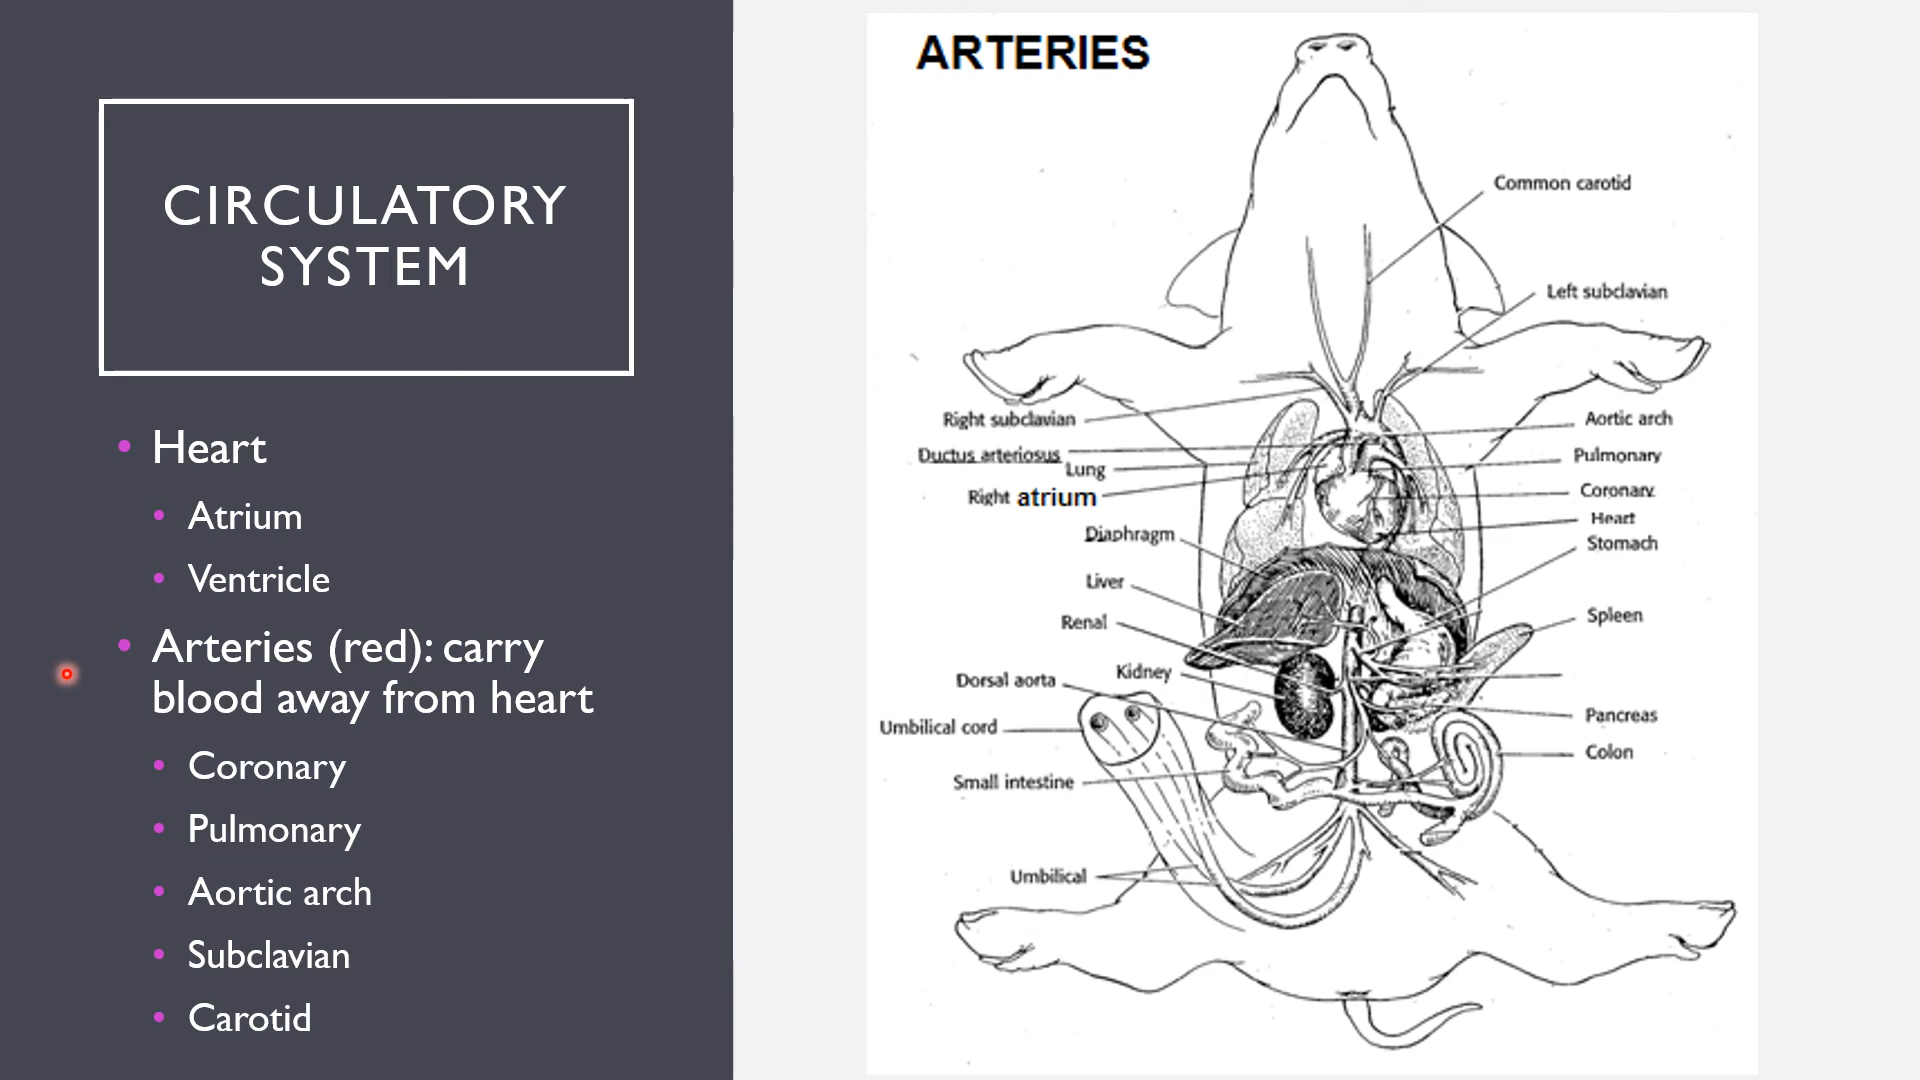 CIRCULATORY
SYSTEM
• Heart
• Atrium
• Ventricle
• Arteries (red): carry
blood away from heart
• Coronary
• Pulmonary
• Aortic arch
• Subclavian
• Carotid
ARTERIES
Common carotid
Left subclavian
Right subclavian
Aortic arch
Ductus arteriosus
Pulmonary
Lung
Right atrium
Coronary
Heart
Diaphragm
Stomach
Liver
Renal
Spleen
Kidney
Dorsal aorta
Pancreas
Umbilical cord
Colon
Small intestine
Umbilical